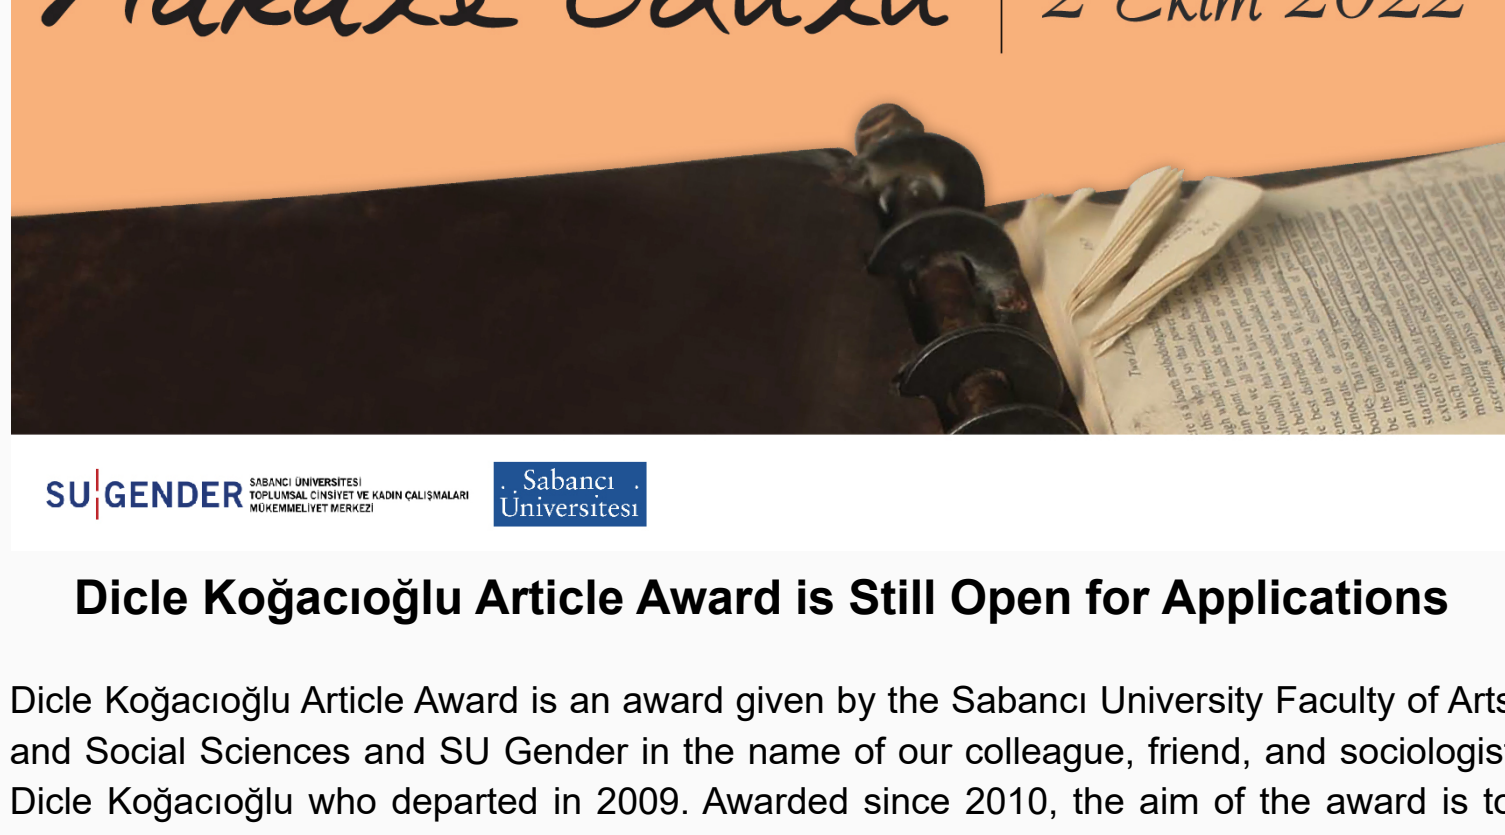 Makale Ödülü | 2 Ekim 2022
SU GENDER
SABANCI ÜNİVERSİTESİ
TOPLUMSAL CİNSİYET VE KADIN ÇALIŞMALARI
MÜKEMMELİYET MERKEZİ
Sabancı
Üniversitesi
Dicle Koğacıoğlu Article Award is Still Open for Applications
Dicle Koğacıoğlu Article Award is an award given by the Sabancı University Faculty of Arts
and Social Sciences and SU Gender in the name of our colleague, friend, and sociologist
Dicle Koğacıoğlu who departed in 2009. Awarded since 2010, the aim of the award is to